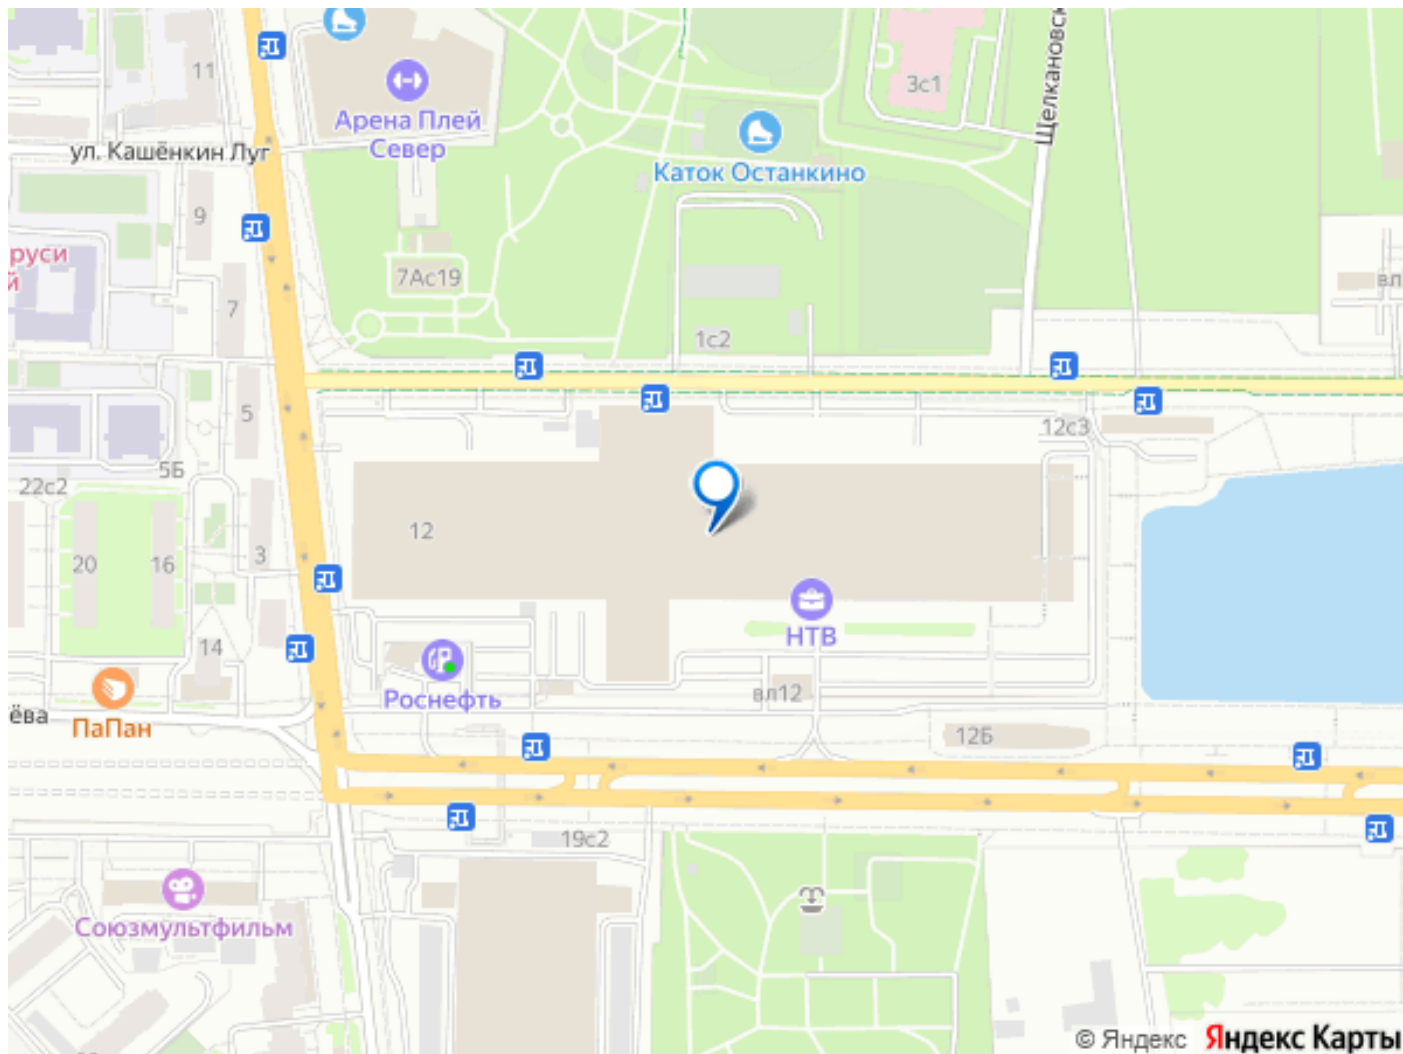 11
Арена Плей
Север
3с1
Щелкановск
Каток Останкино
ул. Кашёнкин Луг
9
руси
й
7Ас19
вл
7
1с2
5
12с3
5Б
22с2
12
20
16
3
НТВ
14
Роснефть
вл12
ёва
ПаПан
12Б
19с2
Союзмультфильм
© Яндекс Яндекс Карты